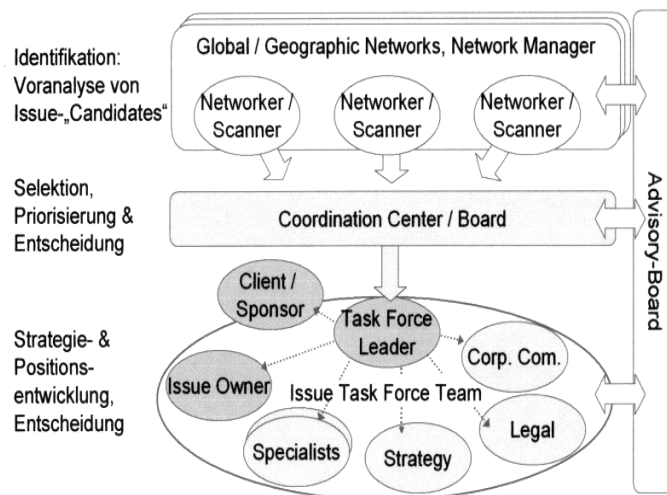 Identifikation:
Voranalyse von
Issue-„Candidates“
Global / Geographic Networks, Network Manager
Networker /
Scanner
Networker /
Scanner
Networker /
Scanner
Selektion,
Priorisierung &
Entscheidung
Coordination Center / Board
Advisory-Board
Strategie- &
Positions-
entwicklung,
Entscheidung
Client /
Sponsor
Task Force
Leader
Corp. Com.
Issue Owner
Issue Task Force Team
Specialists
Strategy
Legal